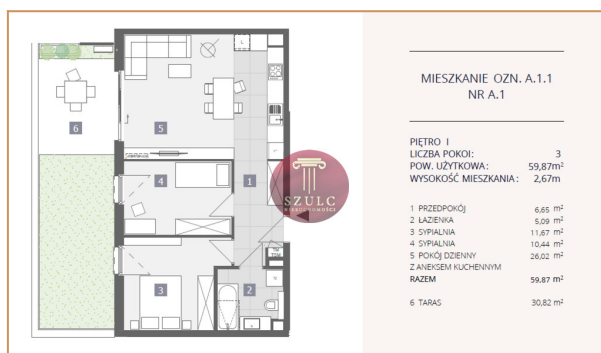 MIESZKANIE OZN. A.1.1
NR A.1
PIĘTRO I
LICZBA POKOI: 3
POW. UŻYTKOWA: 59,87m²
WYSOKOŚĆ MIESZKANIA: 2,67m
1 PRZEDPOKÓJ 6,65 m²
2 ŁAZIENKA 5,09 m²
3 SYPIALNIA 11,67 m²
4 SYPIALNIA 10,44 m²
5 POKÓJ DZIENNY 26,02 m²
Z ANEKSEM KUCHENNYM
RAZEM 59,87 m²
6 TARAS 30,82 m²
6
5
4
1
3
2
SZULC
NIERUCHOMOŚCI